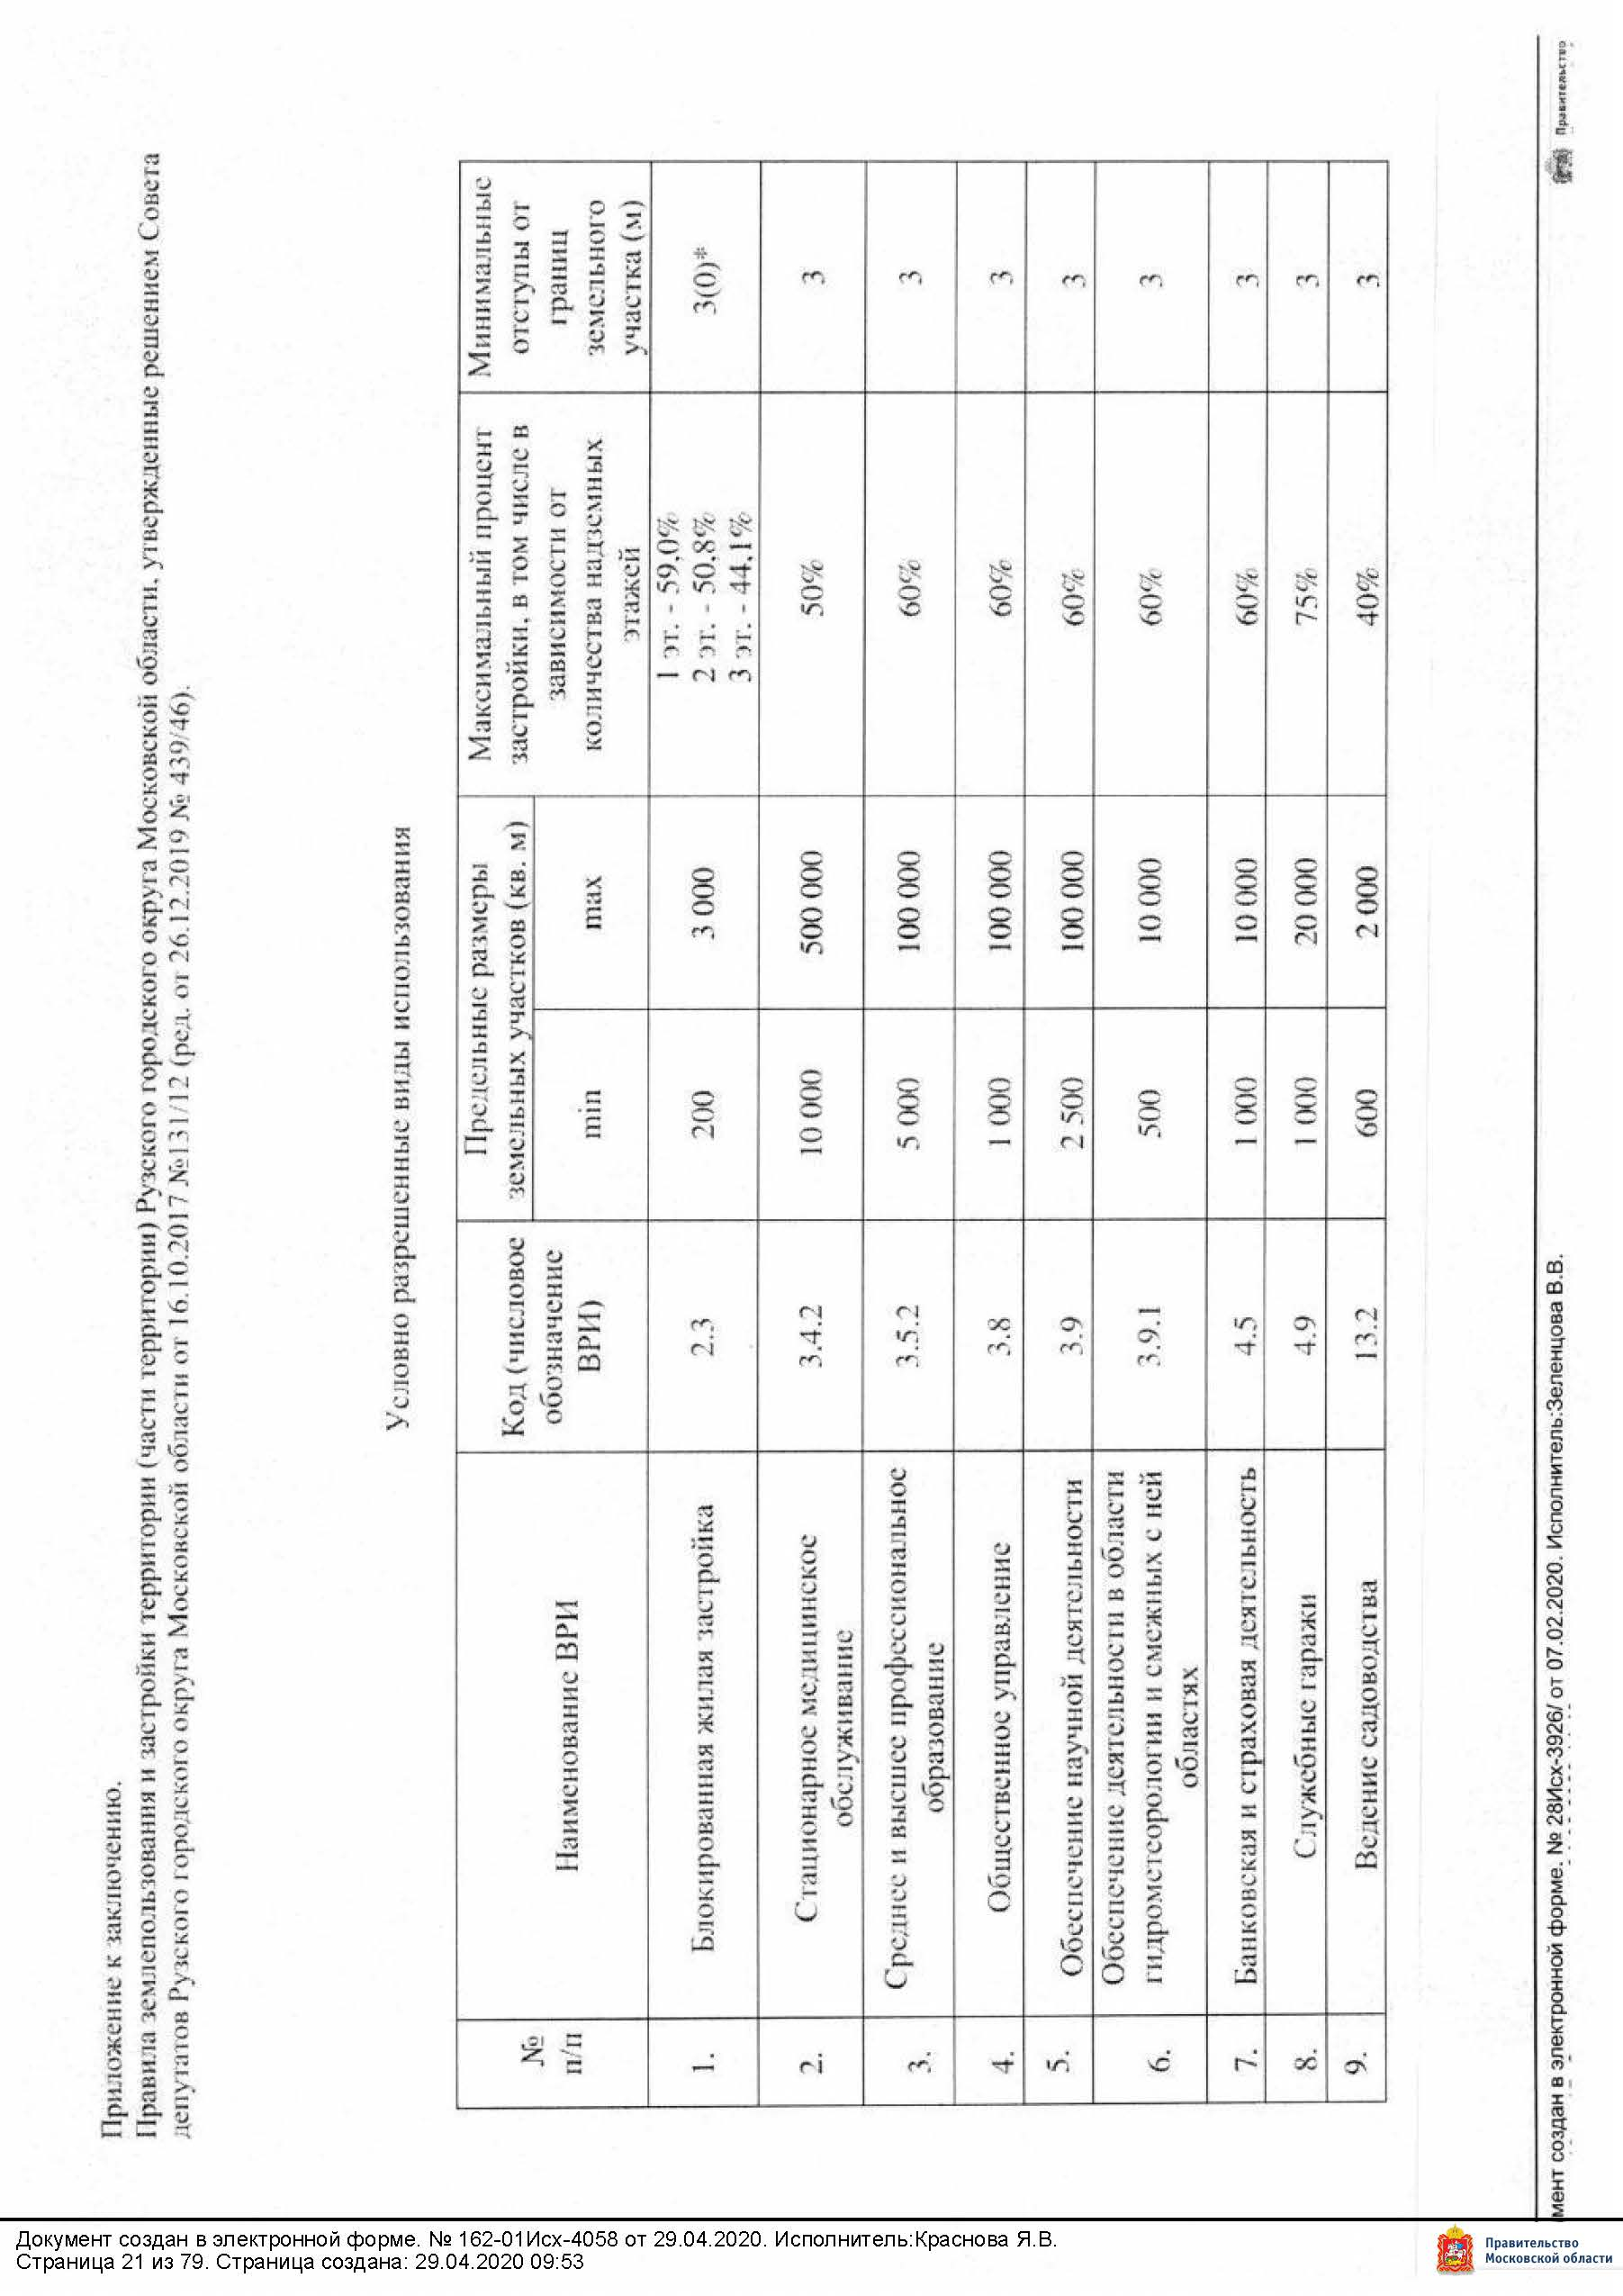 Приложение к заключению.
Правила землепользования и застройки территории (части территории) Рузского городского округа Московской области, утвержденные решением Совета
депутатов Рузского городского округа Московской области от 16.10.2017 №131/12 (ред. от 26.12.2019 № 439/46).
Условно разрешенные виды использования
№
п/п
Наименование ВРИ
Код (числовое
обозначение
ВРИ)
Предельные размеры
земельных участков (кв. м)
min
max
Максимальный процент
застройки, в том числе в
зависимости от
количества надземных
этажей
Минимальные
отступы от
границ
земельного
участка (м)
1.
Блокированная жилая застройка
2.3
200
3 000
1 эт. - 59,0%
2 эт. - 50,8%
3 эт. - 44,1%
3(0)*
2.
Стационарное медицинское
обслуживание
3.4.2
10 000
500 000
50%
3
3.
Среднее и высшее профессиональное
образование
3.5.2
5 000
100 000
60%
3
4.
Общественное управление
3.8
1 000
100 000
60%
3
5.
Обеспечение научной деятельности
3.9
2 500
100 000
60%
3
6.
Обеспечение деятельности в области
гидрометеорологии и смежных с ней
областях
3.9.1
500
10 000
60%
3
7.
Банковская и страховая деятельность
4.5
1 000
10 000
60%
3
8.
Служебные гаражи
4.9
1 000
20 000
75%
3
9.
Ведение садоводства
13.2
600
2 000
40%
3
мент создан в электронной форме. № 28Исх-3926/ от 07.02.2020. Исполнитель:Зеленцова В.В.
Правительство
Документ создан в электронной форме. № 162-01Исх-4058 от 29.04.2020. Исполнитель:Краснова Я.В.
Страница 21 из 79. Страница создана: 29.04.2020 09:53
Правительство
Московской области